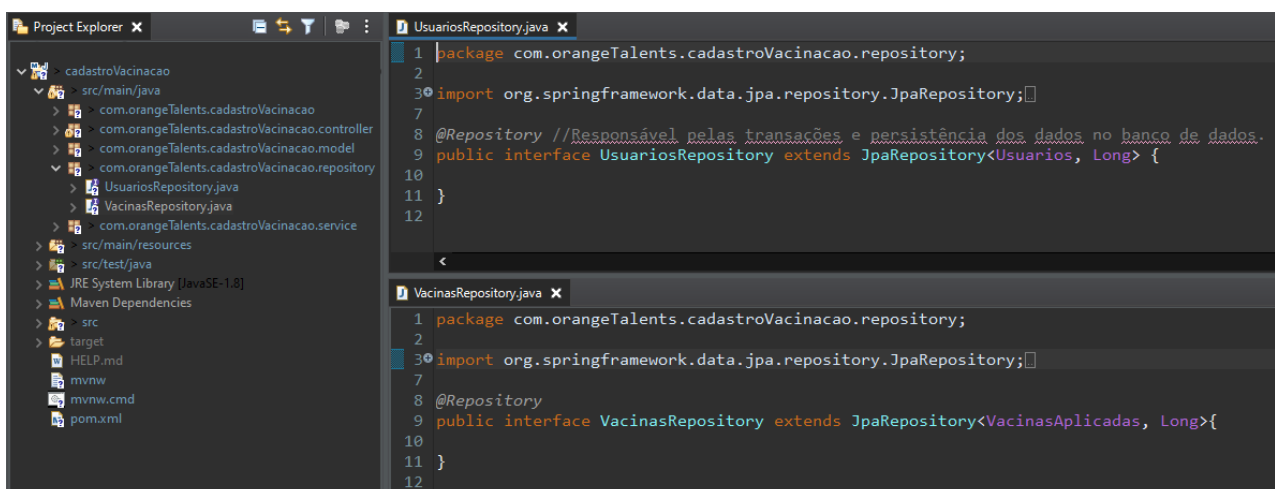 Project Explorer
cadastroVacinacao
src/main/java
com.orangeTalents.cadastroVacinacao
com.orangeTalents.cadastroVacinacao.controller
com.orangeTalents.cadastroVacinacao.model
com.orangeTalents.cadastroVacinacao.repository
UsuariosRepository.java
VacinasRepository.java
com.orangeTalents.cadastroVacinacao.service
src/main/resources
src/test/java
JRE System Library [JavaSE-1.8]
Maven Dependencies
src
target
HELP.md
mvnw
mvnw.cmd
pom.xml
UsuariosRepository.java
1 package com.orangeTalents.cadastroVacinacao.repository;
2
3 import org.springframework.data.jpa.repository.JpaRepository;
7
8 @Repository //Responsável pelas transações e persistência dos dados no banco de dados.
9 public interface UsuariosRepository extends JpaRepository<Usuarios, Long> {
10
11 }
12
VacinasRepository.java
1 package com.orangeTalents.cadastroVacinacao.repository;
2
3 import org.springframework.data.jpa.repository.JpaRepository;
7
8 @Repository
9 public interface VacinasRepository extends JpaRepository<VacinasAplicadas, Long>{
10
11 }
12